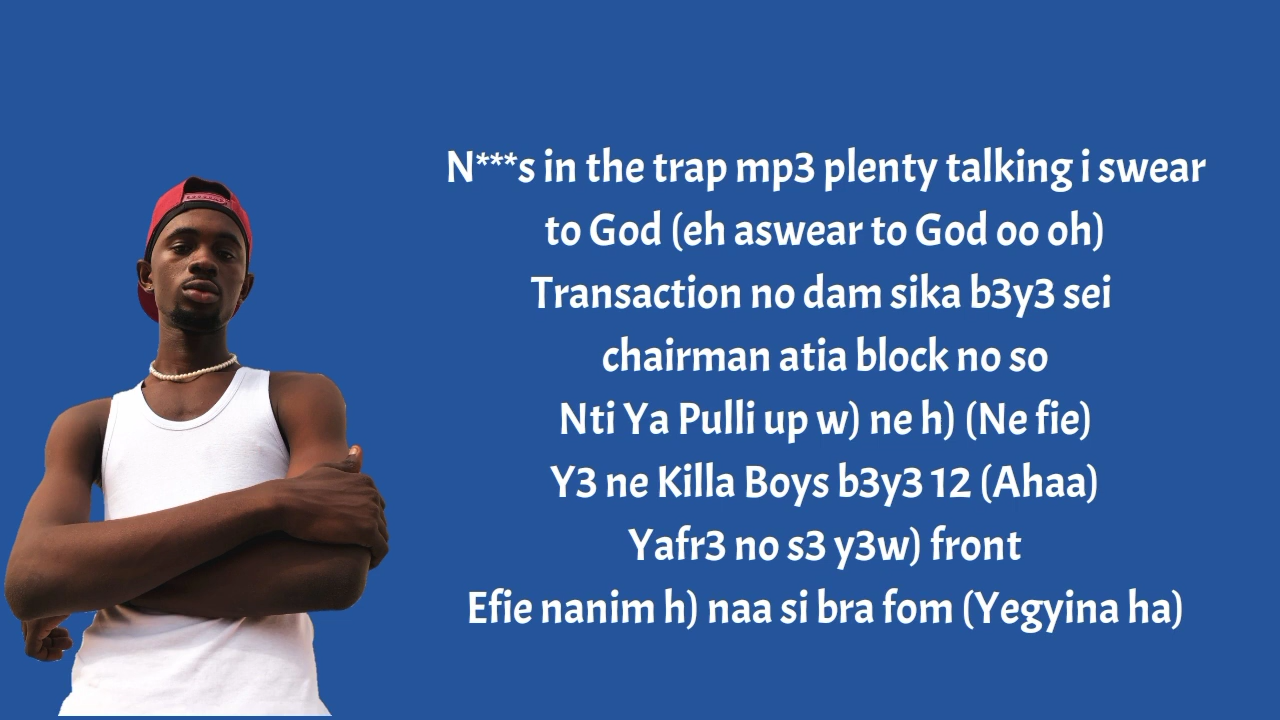 N***s in the trap mp3 plenty talking i swear
to God (eh aswear to God oo oh)
Transaction no dam sika b3y3 sei
chairman atia block no so
Nti Ya Pulli up w) ne h) (Ne fie)
Y3 ne Killa Boys b3y3 12 (Ahaa)
Yafr3 no s3 y3w) front
Efie nanim h) naa si bra fom (Yegyina ha)